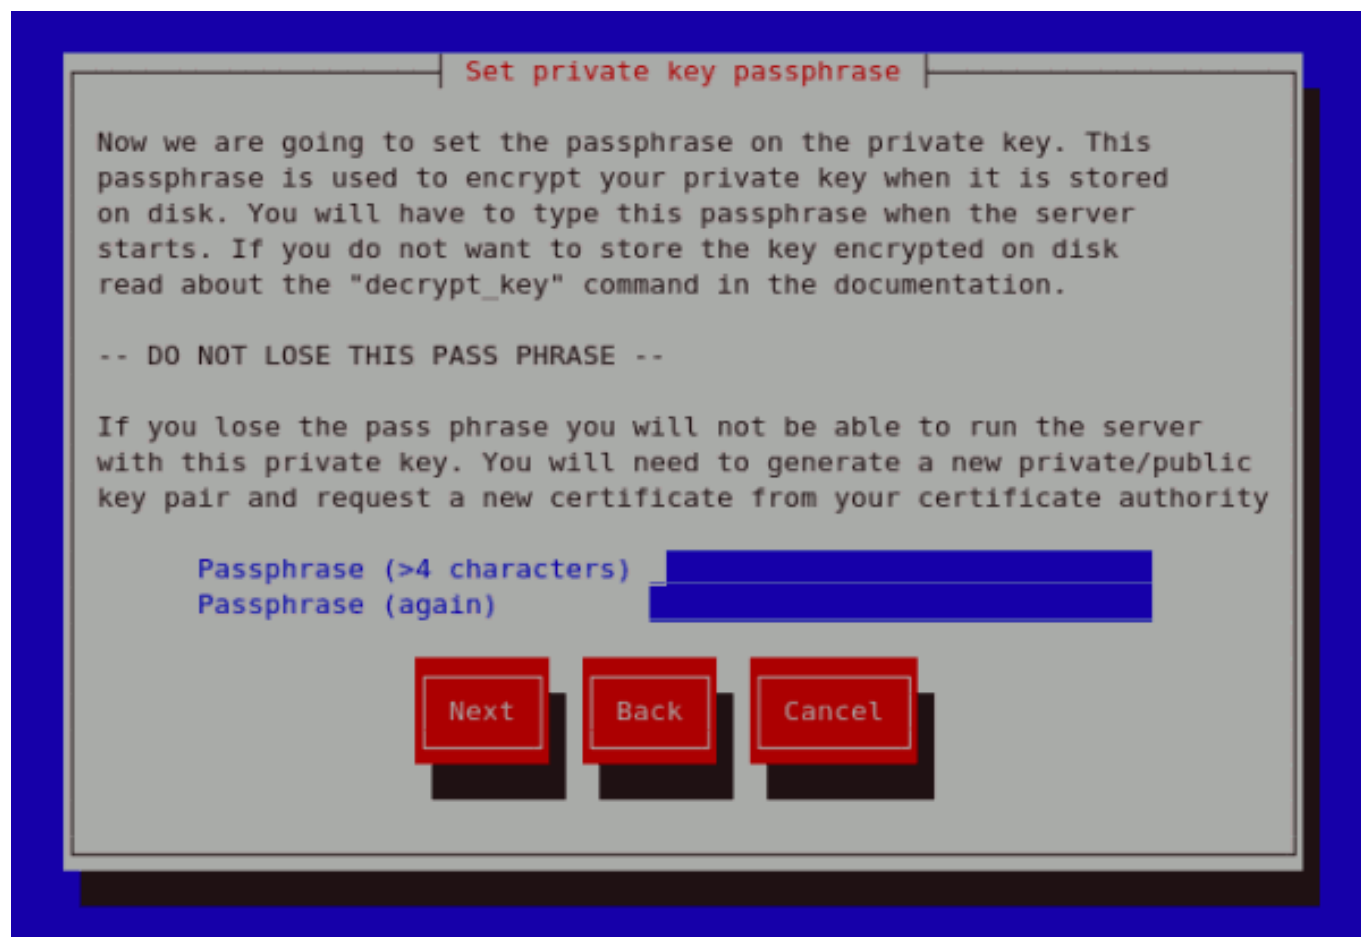 Set private key passphrase
Now we are going to set the passphrase on the private key. This
passphrase is used to encrypt your private key when it is stored
on disk. You will have to type this passphrase when the server
starts. If you do not want to store the key encrypted on disk
read about the "decrypt_key" command in the documentation.
-- DO NOT LOSE THIS PASS PHRASE --
If you lose the pass phrase you will not be able to run the server
with this private key. You will need to generate a new private/public
key pair and request a new certificate from your certificate authority
Passphrase (>4 characters)
Passphrase (again)
Next Back Cancel